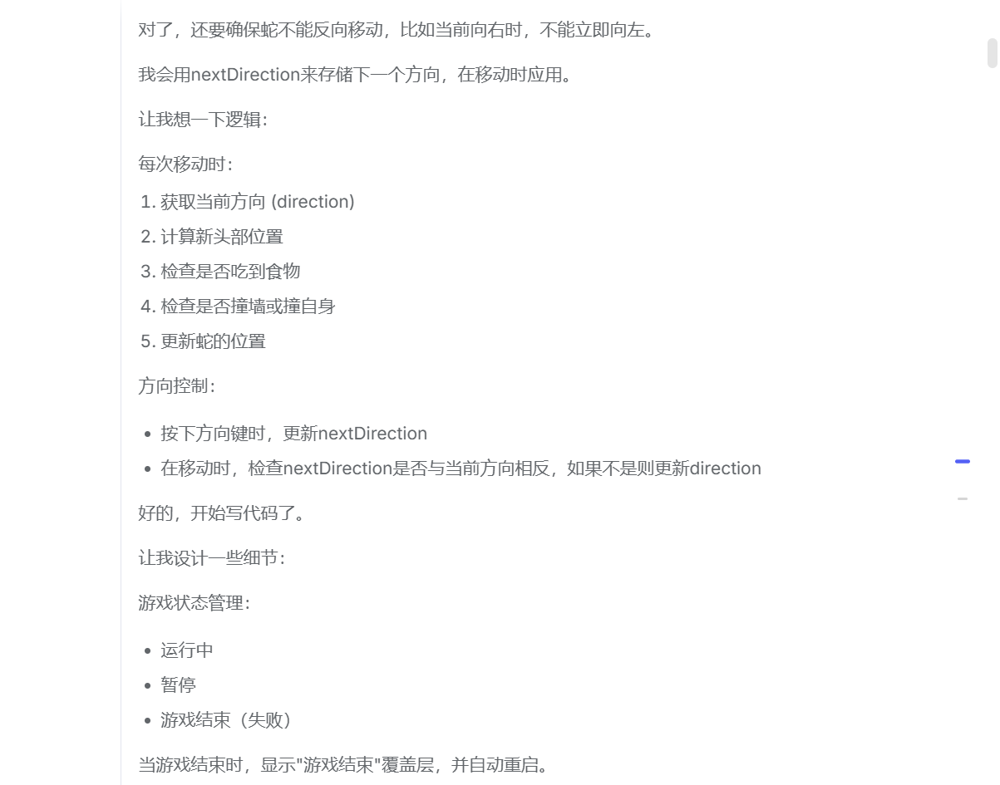 对了，还要确保蛇不能反向移动，比如当前向右时，不能立即向左。
我会用nextDirection来存储下一个方向，在移动时应用。
让我想一下逻辑：
每次移动时：
1. 获取当前方向 (direction)
2. 计算新头部位置
3. 检查是否吃到食物
4. 检查是否撞墙或撞自身
5. 更新蛇的位置
方向控制：
• 按下方向键时，更新nextDirection
• 在移动时，检查nextDirection是否与当前方向相反，如果不是则更新direction
好的，开始写代码了。
让我设计一些细节：
游戏状态管理：
• 运行中
• 暂停
• 游戏结束（失败）
当游戏结束时，显示"游戏结束"覆盖层，并自动重启。